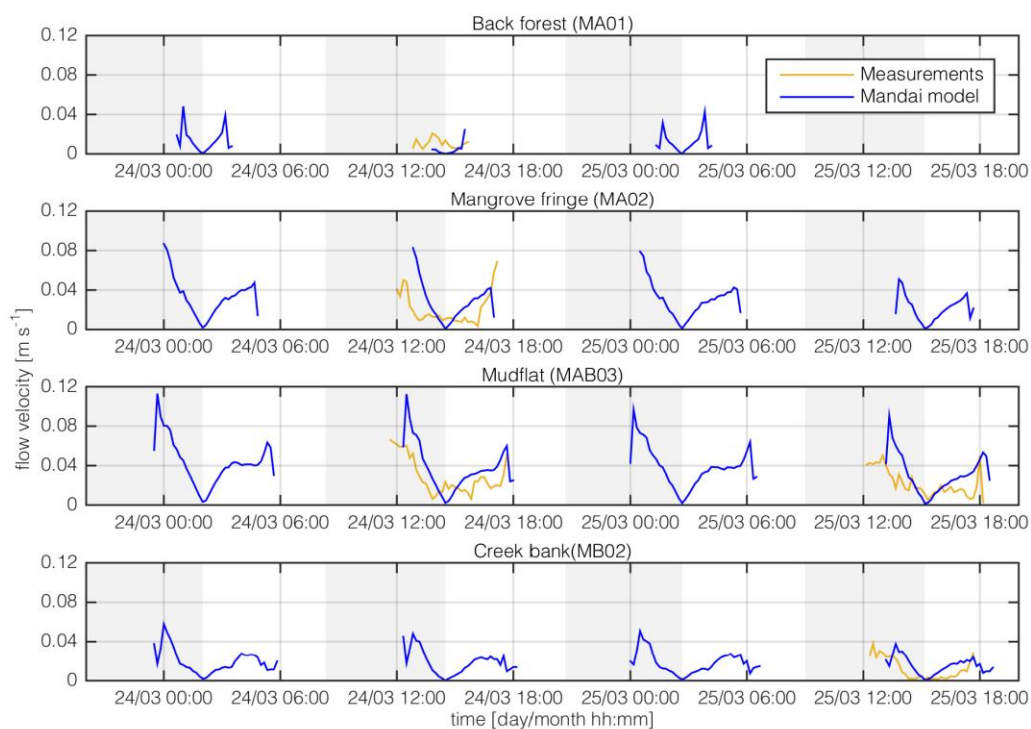 Back forest (MA01)
0.12
0.08
0.04
0
Measurements
Mandai model
24/03 00:00 24/03 06:00 24/03 12:00 24/03 18:00 25/03 00:00 25/03 06:00 25/03 12:00 25/03 18:00
Mangrove fringe (MA02)
0.12
0.08
0.04
0
24/03 00:00 24/03 06:00 24/03 12:00 24/03 18:00 25/03 00:00 25/03 06:00 25/03 12:00 25/03 18:00
flow velocity [m s⁻¹]
Mudflat (MAB03)
0.12
0.08
0.04
0
24/03 00:00 24/03 06:00 24/03 12:00 24/03 18:00 25/03 00:00 25/03 06:00 25/03 12:00 25/03 18:00
Creek bank(MB02)
0.12
0.08
0.04
0
24/03 00:00 24/03 06:00 24/03 12:00 24/03 18:00 25/03 00:00 25/03 06:00 25/03 12:00 25/03 18:00
time [day/month hh:mm]